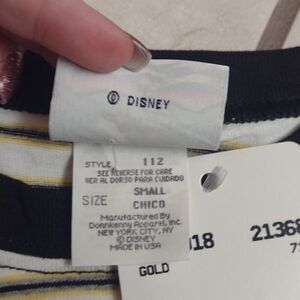 © DISNEY
STYLE 112
SEE REVERSE FOR CARE
VER AL DORSO PARA CUIDADO
SIZE SMALL
CHICO
Manufactured By
Donnkenny Apparel, Inc.
NEW YORK CITY, NY
© DISNEY
MADE IN USA
018
21368
GOLD